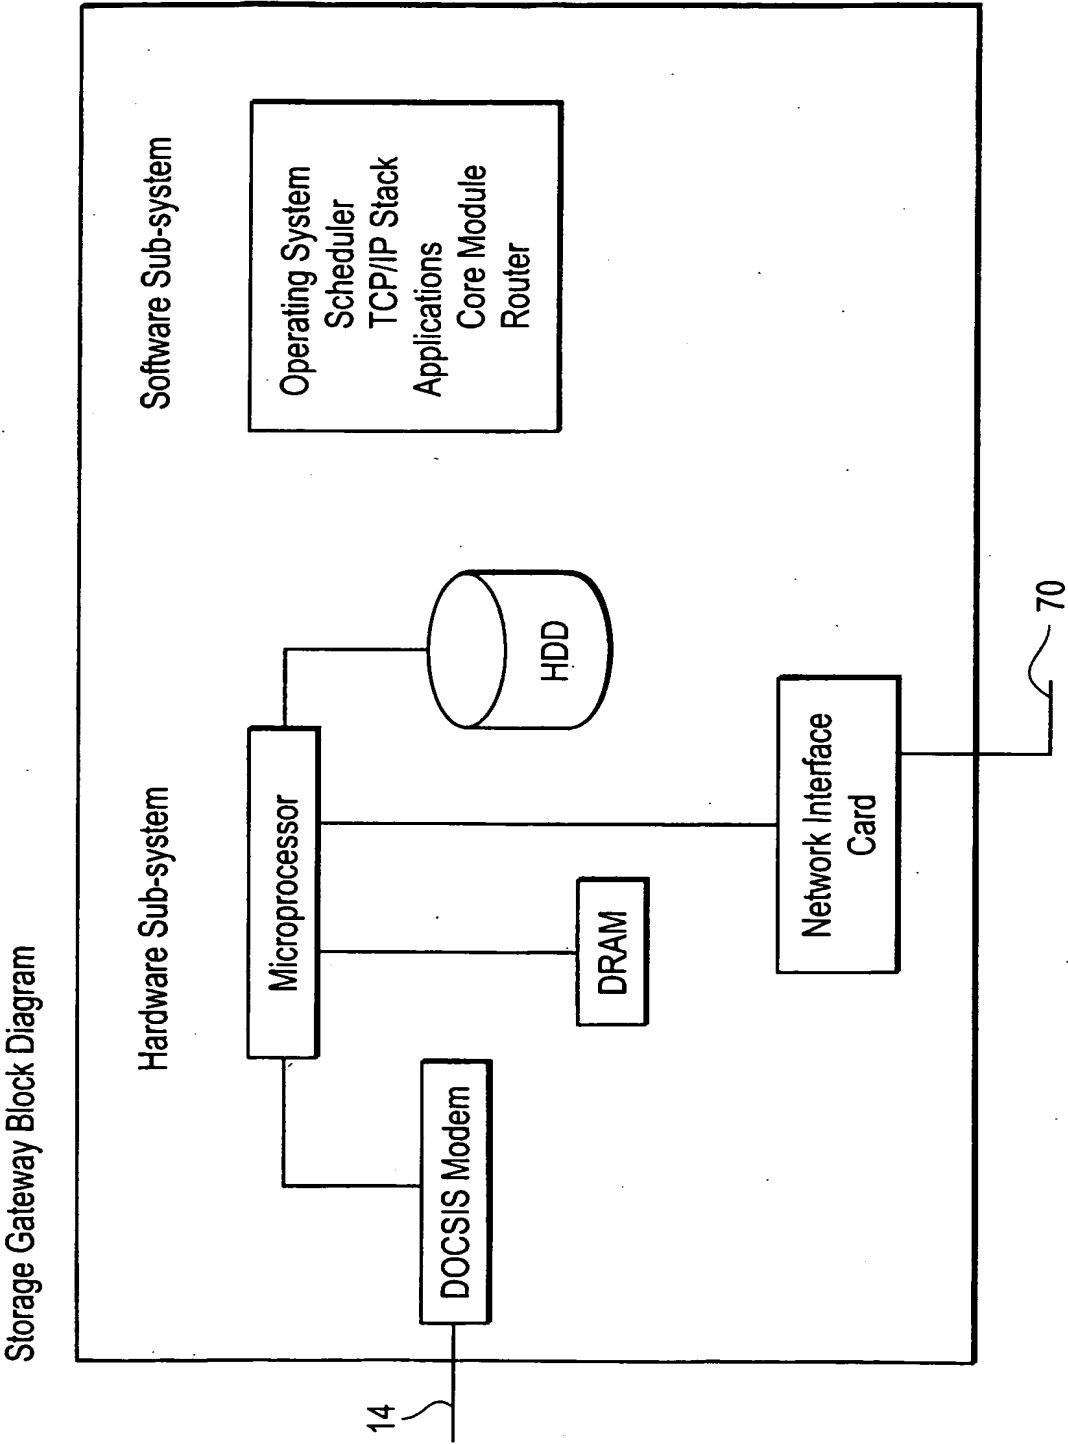 Storage Gateway Block Diagram
Hardware Sub-system
Software Sub-system
Microprocessor
Operating System
Scheduler
TCP/IP Stack
Applications
Core Module
Router
14
DOCSIS Modem
HDD
DRAM
Network Interface
Card
70